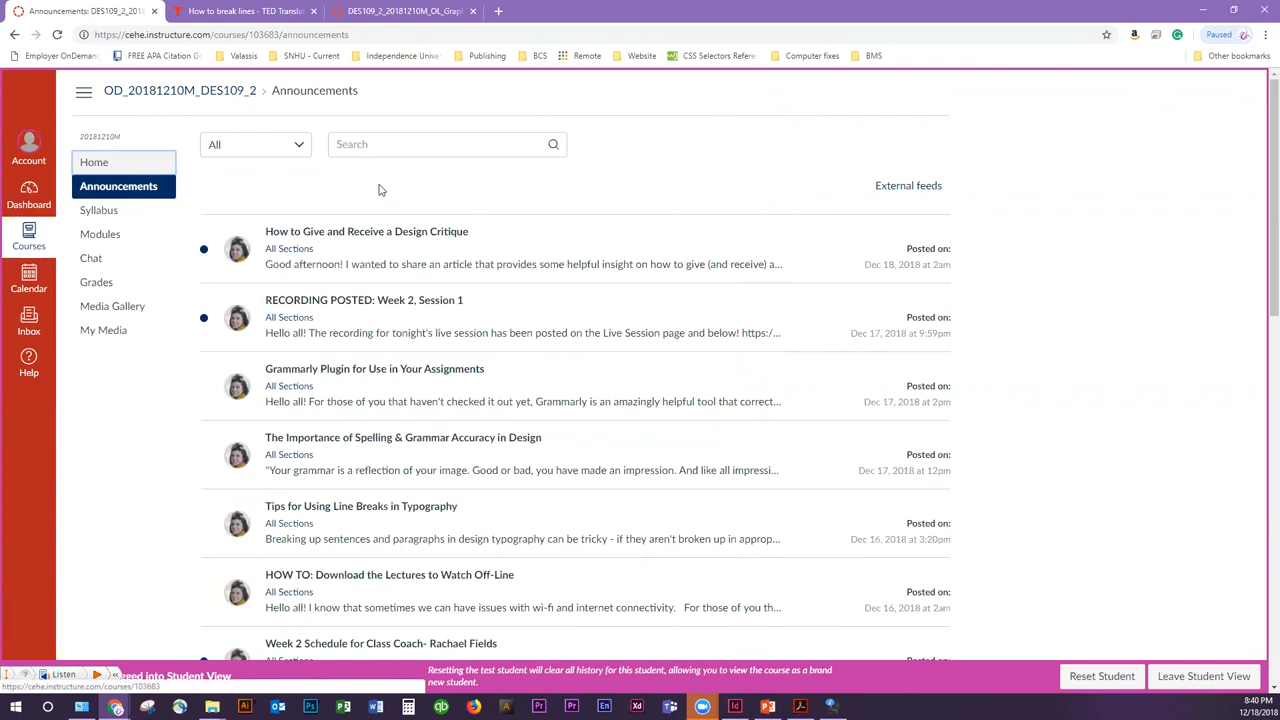 Announcements: DES109_2_20181
How to break lines - TED Translat
DES109_2_20181210M_OL_Grap
https://cehe.instructure.com/courses/103683/announcements
Paused
Employer OnDeman
FREE APA Citation Ge
Valassis
SNHU - Current
Independence Unive
Publishing
BCS
Remote
Website
CSS Selectors Refere
Computer fixes
BMS
Other bookmarks
OD_20181210M_DES109_2 › Announcements
20181210M
Home
Announcements
Syllabus
Modules
Chat
Grades
Media Gallery
My Media
Account
Dashboard
Courses
Calendar
Inbox
Help
All
Search
External feeds
How to Give and Receive a Design Critique
All Sections
Posted on:
Good afternoon! I wanted to share an article that provides some helpful insight on how to give (and receive) a...
Dec 18, 2018 at 2am
RECORDING POSTED: Week 2, Session 1
All Sections
Posted on:
Hello all! The recording for tonight's live session has been posted on the Live Session page and below! https:/...
Dec 17, 2018 at 9:59pm
Grammarly Plugin for Use in Your Assignments
All Sections
Posted on:
Hello all! For those of you that haven't checked it out yet, Grammarly is an amazingly helpful tool that correct...
Dec 17, 2018 at 2pm
The Importance of Spelling & Grammar Accuracy in Design
All Sections
Posted on:
"Your grammar is a reflection of your image. Good or bad, you have made an impression. And like all impressi...
Dec 17, 2018 at 12pm
Tips for Using Line Breaks in Typography
All Sections
Posted on:
Breaking up sentences and paragraphs in design typography can be tricky - if they aren't broken up in approp...
Dec 16, 2018 at 3:20pm
HOW TO: Download the Lectures to Watch Off-Line
All Sections
Posted on:
Hello all! I know that sometimes we can have issues with wi-fi and internet connectivity. For those of you th...
Dec 16, 2018 at 2am
Week 2 Schedule for Class Coach- Rachael Fields
Posted on:
Listen
gged into Student View
https://cehe.instructure.com/courses/103683
Resetting the test student will clear all history for this student, allowing you to view the course as a brand
new student.
Reset Student
Leave Student View
8:40 PM
12/18/2018